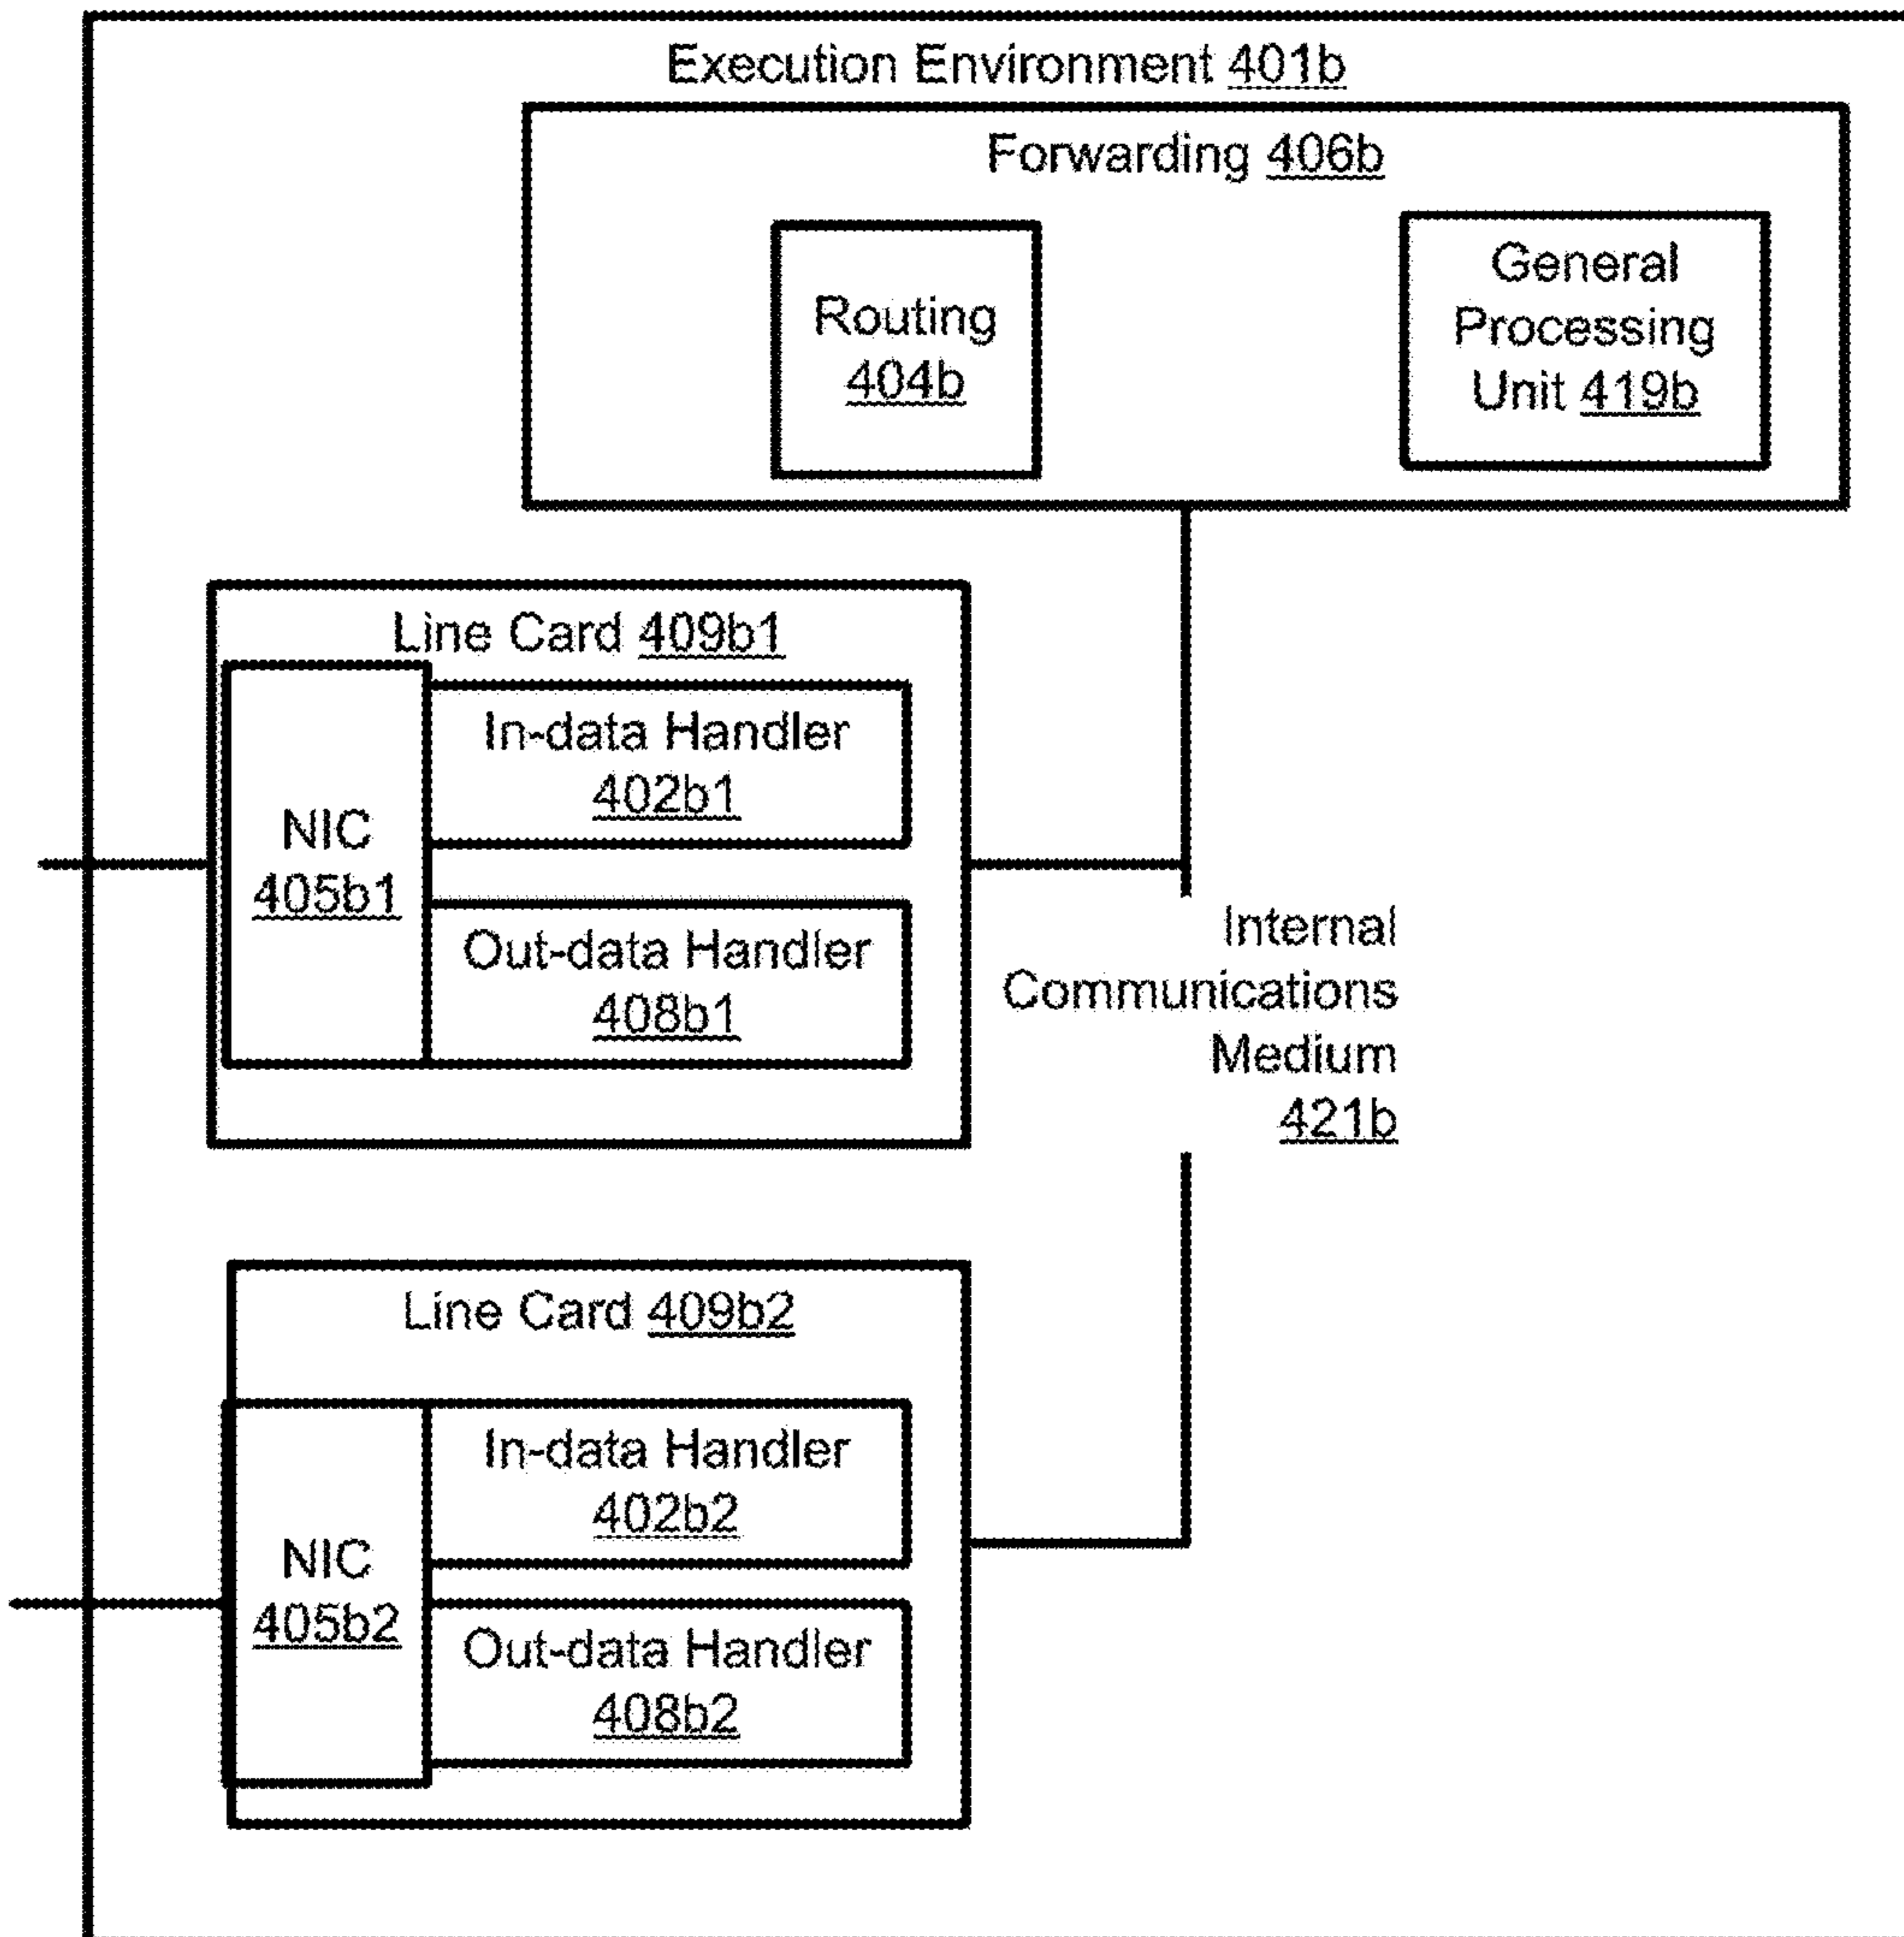 Execution Environment 401b
Forwarding 406b
Routing
404b
General
Processing
Unit 419b
Line Card 409b1
NIC
405b1
In-data Handler
402b1
Out-data Handler
408b1
Internal
Communications
Medium
421b
Line Card 409b2
NIC
405b2
In-data Handler
402b2
Out-data Handler
408b2